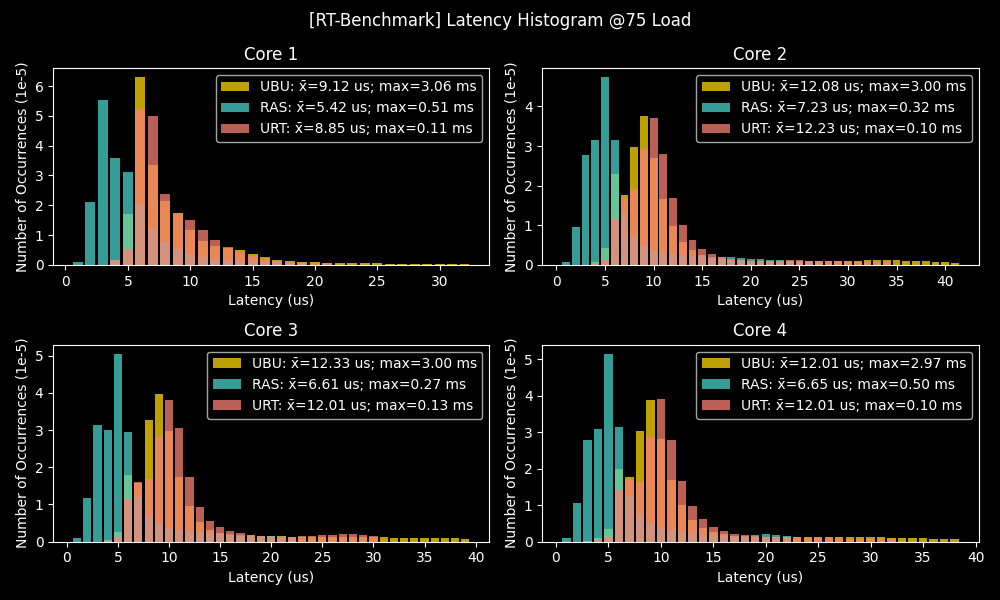 [RT-Benchmark] Latency Histogram @75 Load
Core 1
Number of Occurrences (1e-5)
6
5
4
3
2
1
0
UBU: x̄=9.12 us; max=3.06 ms
RAS: x̄=5.42 us; max=0.51 ms
URT: x̄=8.85 us; max=0.11 ms
0 5 10 15 20 25 30
Latency (us)
Core 2
Number of Occurrences (1e-5)
4
3
2
1
0
UBU: x̄=12.08 us; max=3.00 ms
RAS: x̄=7.23 us; max=0.32 ms
URT: x̄=12.23 us; max=0.10 ms
0 5 10 15 20 25 30 35 40
Latency (us)
Core 3
Number of Occurrences (1e-5)
5
4
3
2
1
0
UBU: x̄=12.33 us; max=3.00 ms
RAS: x̄=6.61 us; max=0.27 ms
URT: x̄=12.01 us; max=0.13 ms
0 5 10 15 20 25 30 35 40
Latency (us)
Core 4
Number of Occurrences (1e-5)
5
4
3
2
1
0
UBU: x̄=12.01 us; max=2.97 ms
RAS: x̄=6.65 us; max=0.50 ms
URT: x̄=12.01 us; max=0.10 ms
0 5 10 15 20 25 30 35 40
Latency (us)